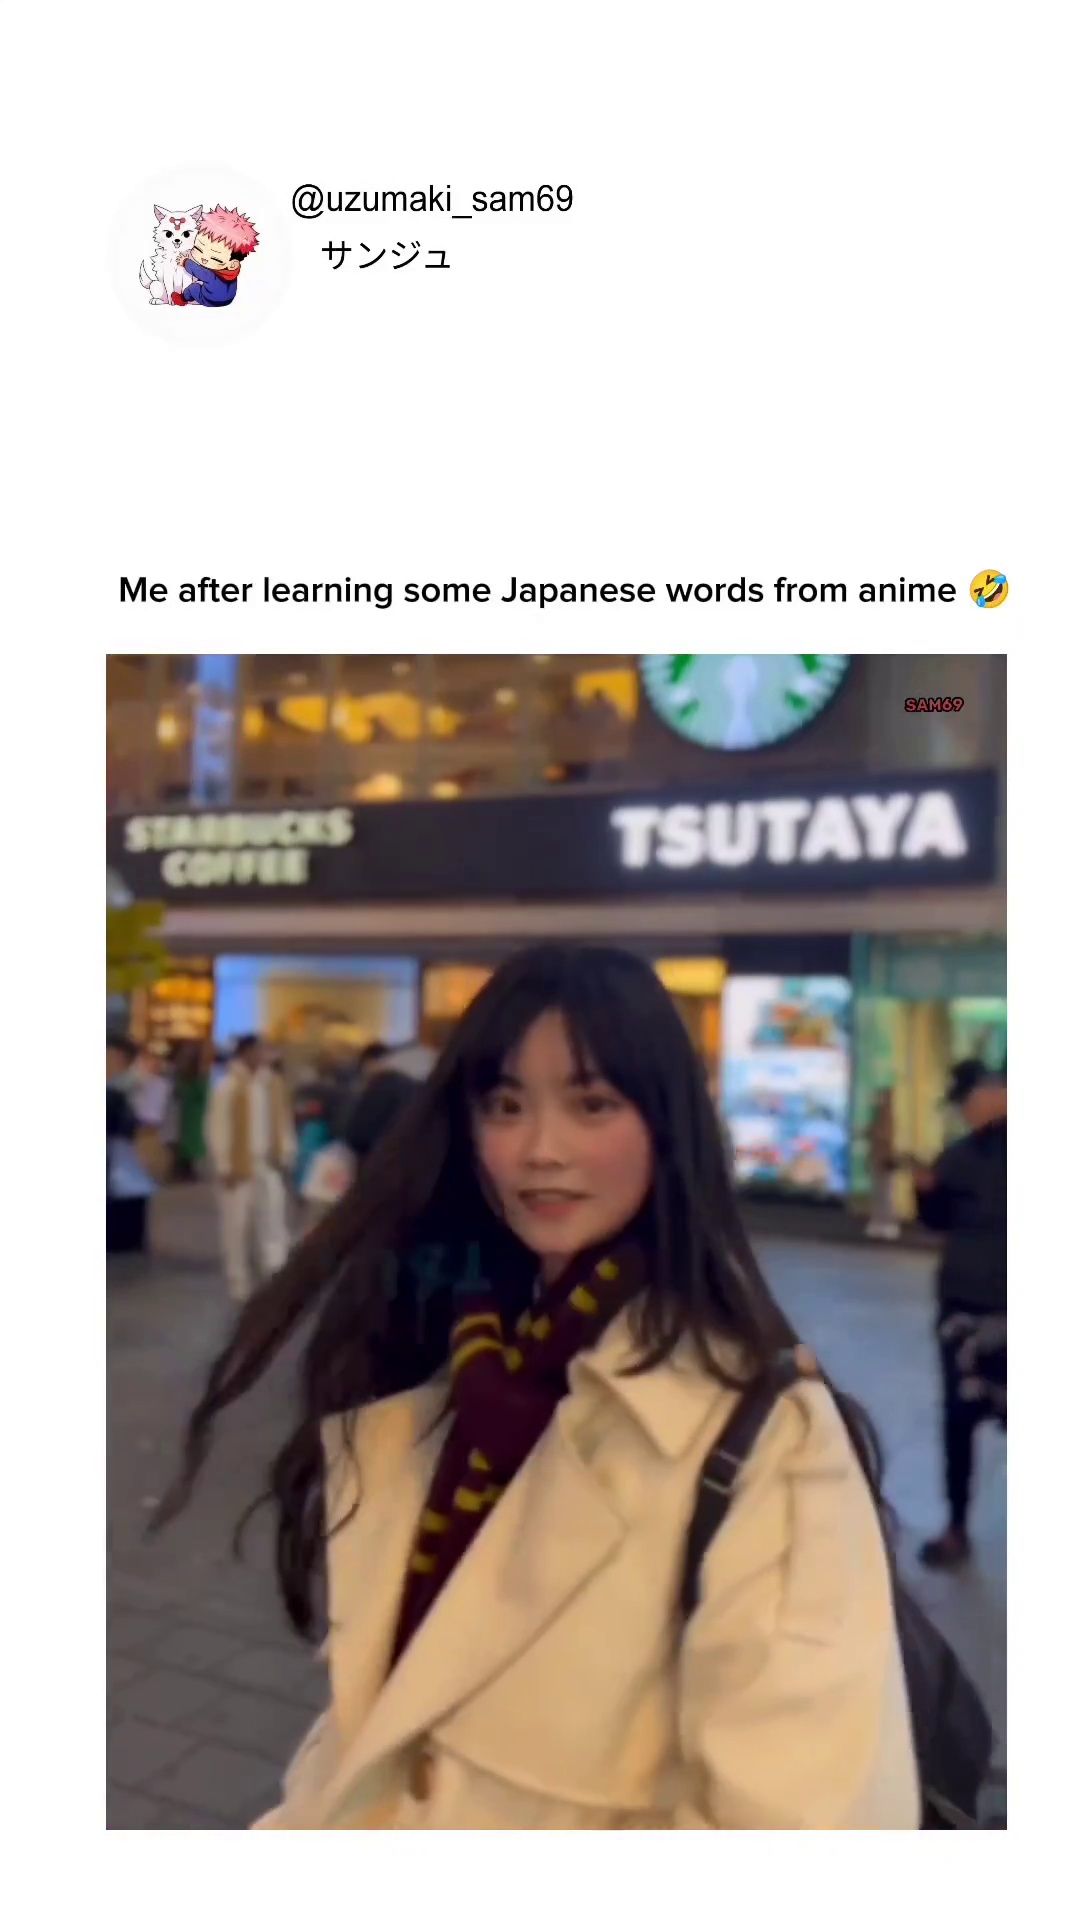 @uzumaki_sam69
サンジュ
Me after learning some Japanese words from anime 🤣
SAM69
STARBUCKS
COFFEE
TSUTAYA